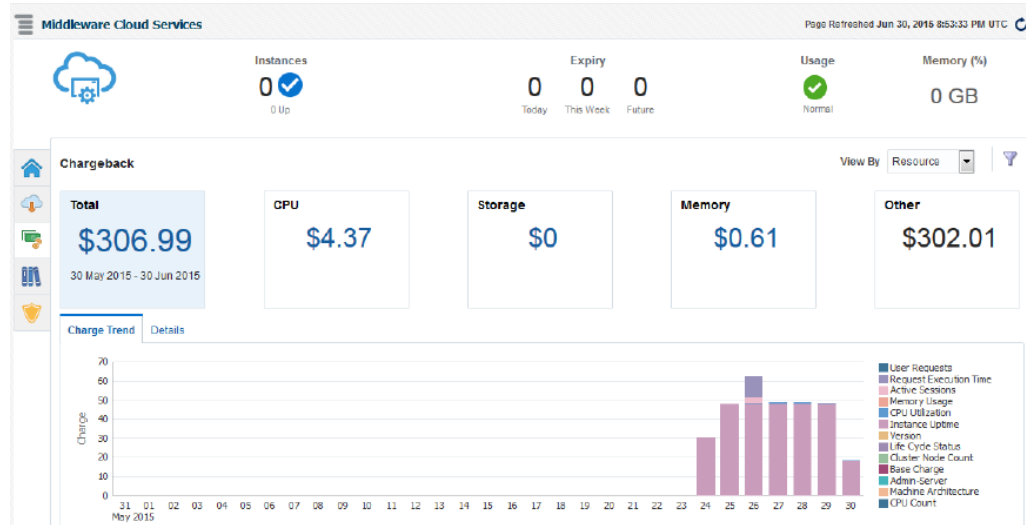 Middleware Cloud Services
Page Refreshed Jun 30, 2015 8:53:33 PM UTC
Instances
0
0 Up
Expiry
0 0 0
Today This Week Future
Usage
Normal
Memory (%)
0 GB
Chargeback
View By Resource
Total
$306.99
30 May 2015 - 30 Jun 2015
CPU
$4.37
Storage
$0
Memory
$0.61
Other
$302.01
Charge Trend Details
Charge
70
60
50
40
30
20
10
0
31 01 02 03 04 05 06 07 08 09 10 11 12 13 14 15 16 17 18 19 20 21 22 23 24 25 26 27 28 29 30
May 2015
User Requests
Request Execution Time
Active Sessions
Memory Usage
CPU Utilization
Instance Uptime
Version
Life Cycle Status
Cluster Node Count
Base Charge
Admin-Server
Machine Architecture
CPU Count